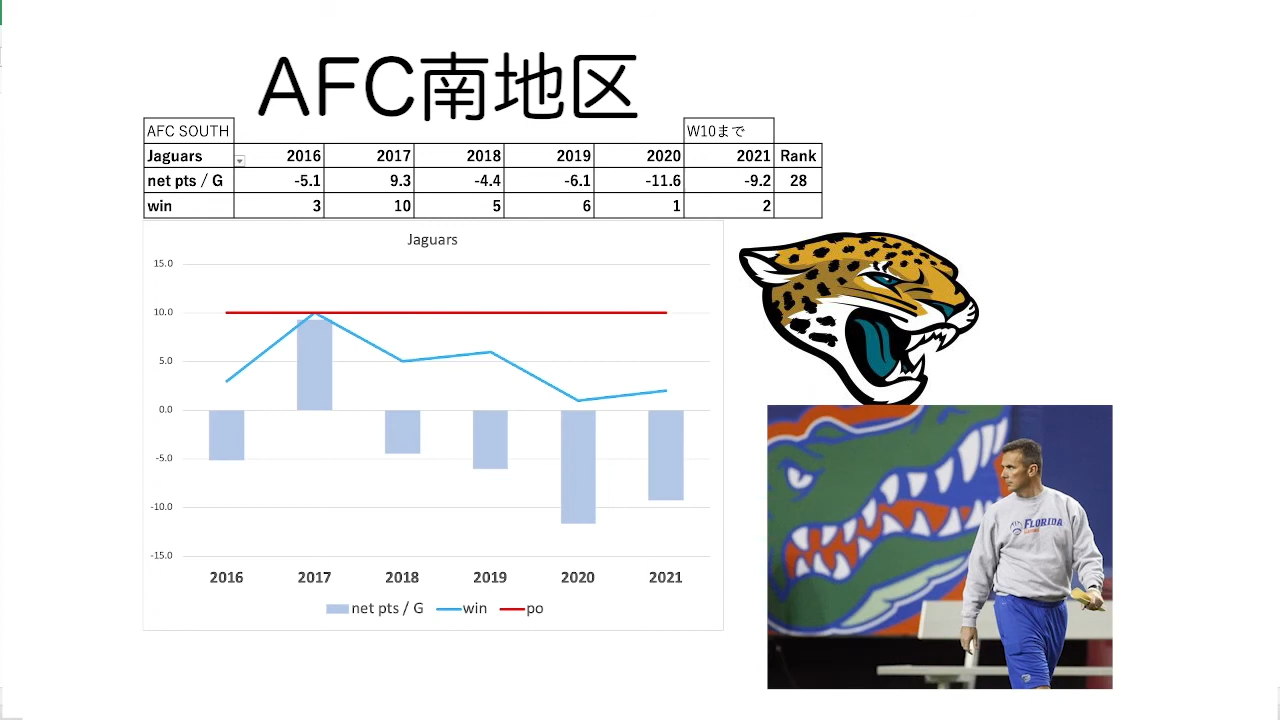 AFC南地区
AFC SOUTH W10まで
Jaguars 2016 2017 2018 2019 2020 2021 Rank
net pts / G -5.1 9.3 -4.4 -6.1 -11.6 -9.2 28
win 3 10 5 6 1 2
Jaguars
15.0
10.0
5.0
0.0
-5.0
-10.0
-15.0
2016 2017 2018 2019 2020 2021
net pts / G win po
FLORIDA